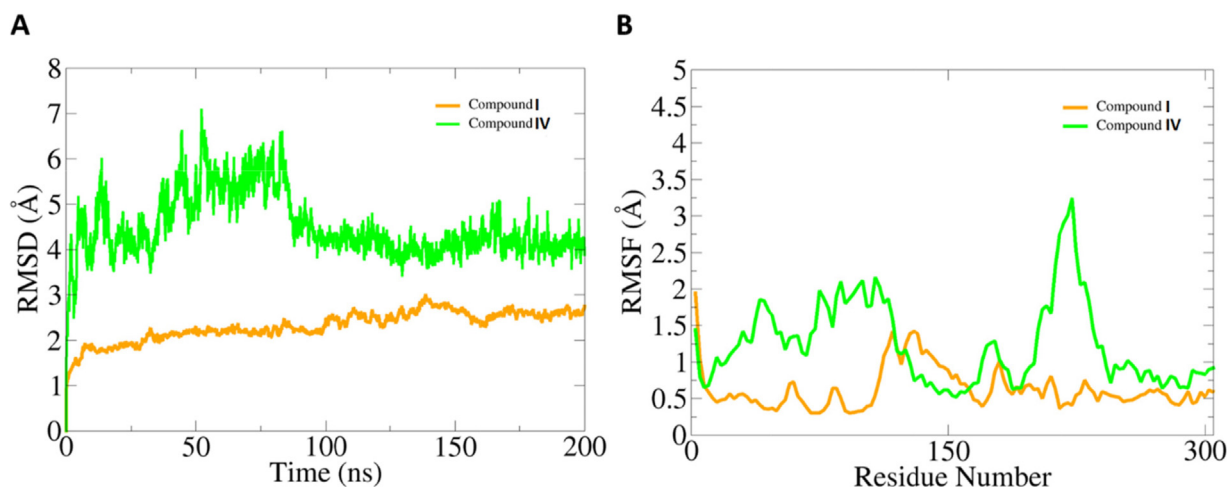 A
RMSD (Å)
8
7
6
5
4
3
2
1
0
0 50 100 150 200
Time (ns)
Compound I
Compound IV
B
RMSF (Å)
5
4.5
4
3.5
3
2.5
2
1.5
1
0.5
0
0 150 300
Residue Number
Compound I
Compound IV